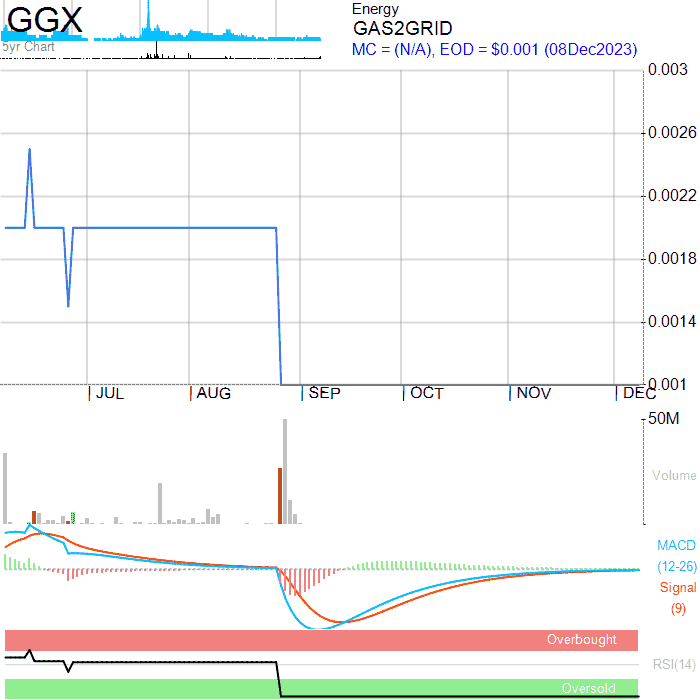 GGX
5yr Chart
Energy
GAS2GRID
MC = (N/A), EOD = $0.001 (08Dec2023)
0.003
0.0026
0.0022
0.0018
0.0014
0.001
JUL AUG SEP OCT NOV DEC
50M
Volume
MACD
(12-26)
Signal
(9)
Overbought
RSI(14)
Oversold